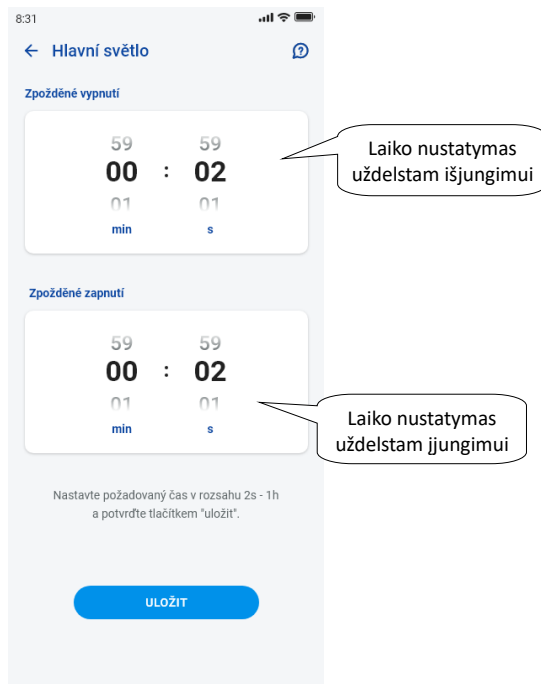 8:31
Hlavní světlo
Zpožděné vypnutí
59 59
00 : 02
01 01
min s
Laiko nustatymas
uždelstam išjungimui
Zpožděné zapnutí
59 59
00 : 02
01 01
min s
Laiko nustatymas
uždelstam įjungimui
Nastavte požadovaný čas v rozsahu 2s - 1h
a potvrďte tlačítkem "uložit".
ULOŽIT